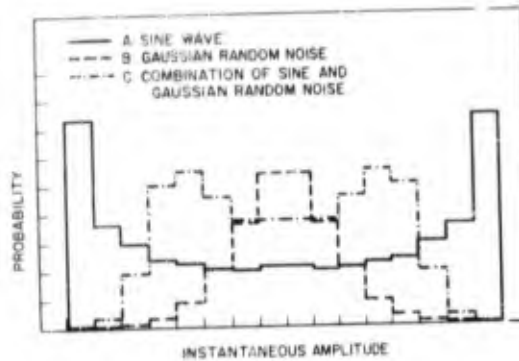 A SINE WAVE
B GAUSSIAN RANDOM NOISE
C COMBINATION OF SINE AND
GAUSSIAN RANDOM NOISE
PROBABILITY
INSTANTANEOUS AMPLITUDE